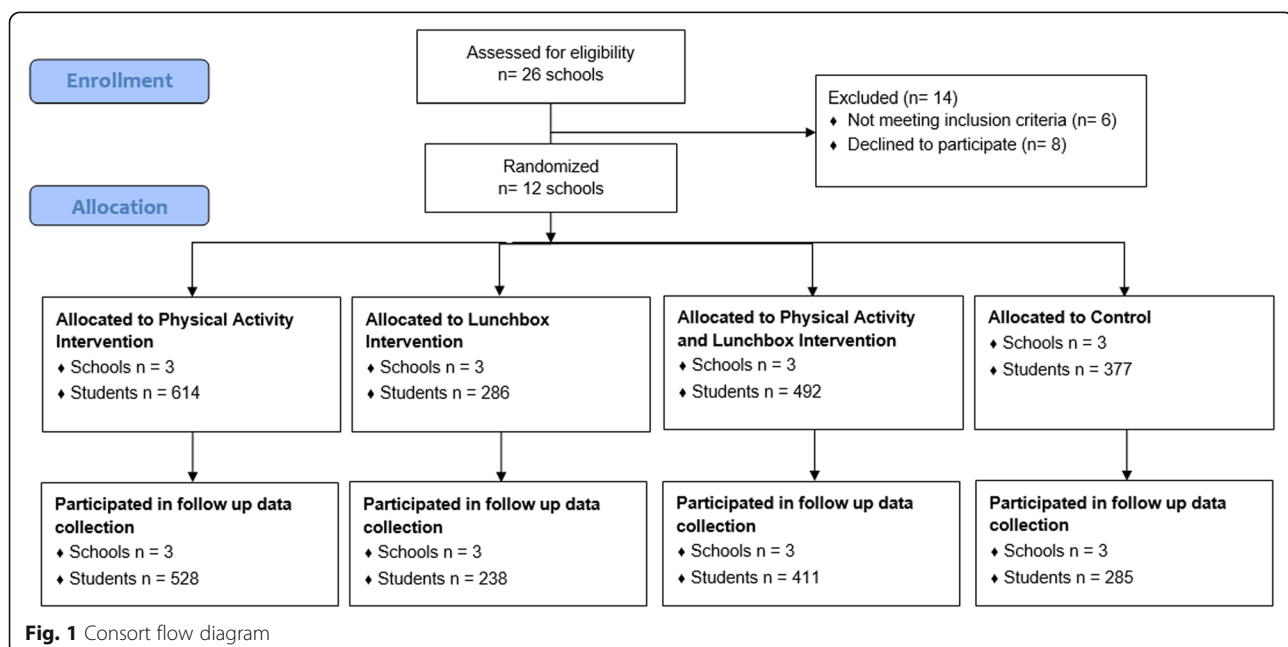 Enrollment
Assessed for eligibility
n= 26 schools
Excluded (n= 14)
♦ Not meeting inclusion criteria (n= 6)
♦ Declined to participate (n= 8)
Randomized
n= 12 schools
Allocation
Allocated to Physical Activity
Intervention
♦ Schools n = 3
♦ Students n = 614
Allocated to Lunchbox
Intervention
♦ Schools n = 3
♦ Students n = 286
Allocated to Physical Activity
and Lunchbox Intervention
♦ Schools n = 3
♦ Students n = 492
Allocated to Control
♦ Schools n = 3
♦ Students n = 377
Participated in follow up data
collection
♦ Schools n = 3
♦ Students n = 528
Participated in follow up data
collection
♦ Schools n = 3
♦ Students n = 238
Participated in follow up data
collection
♦ Schools n = 3
♦ Students n = 411
Participated in follow up data
collection
♦ Schools n = 3
♦ Students n = 285
Fig. 1 Consort flow diagram